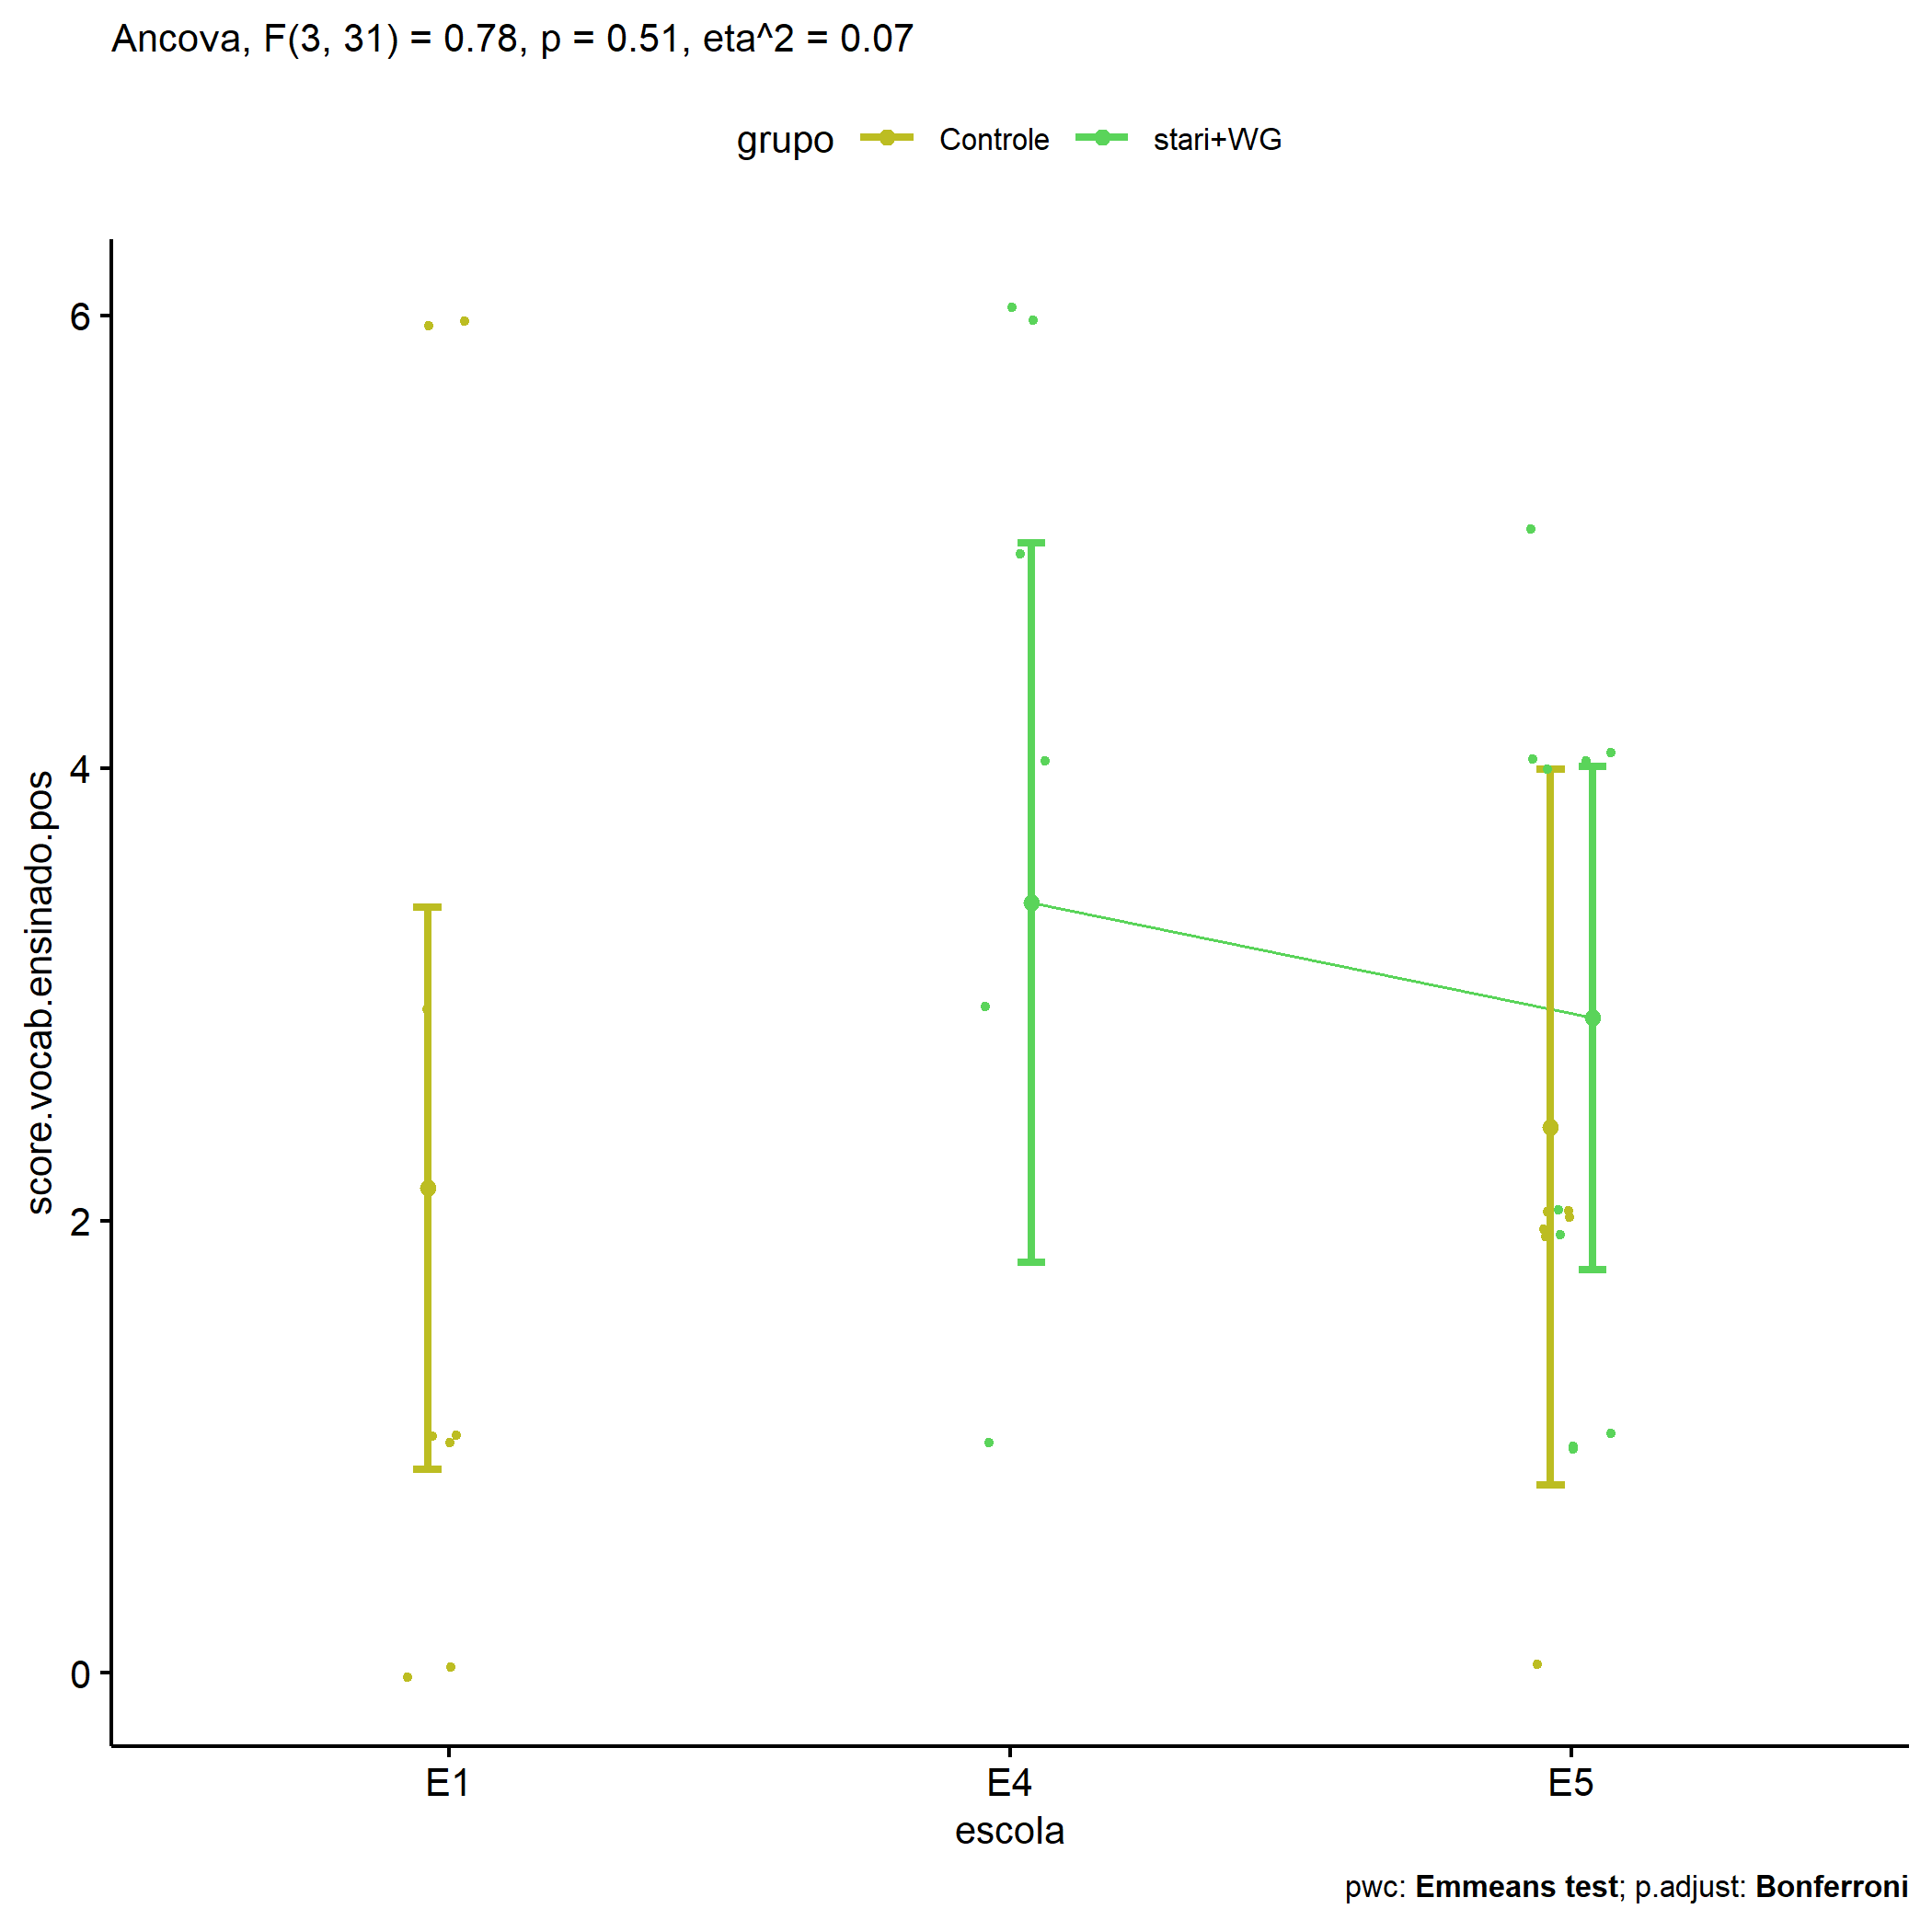 Ancova, F(3, 31) = 0.78, p = 0.51, eta^2 = 0.07
grupo Controle stari+WG
score.vocab.ensinado.pos
6
4
2
0
E1 E4 E5
escola
pwc: Emmeans test; p.adjust: Bonferroni